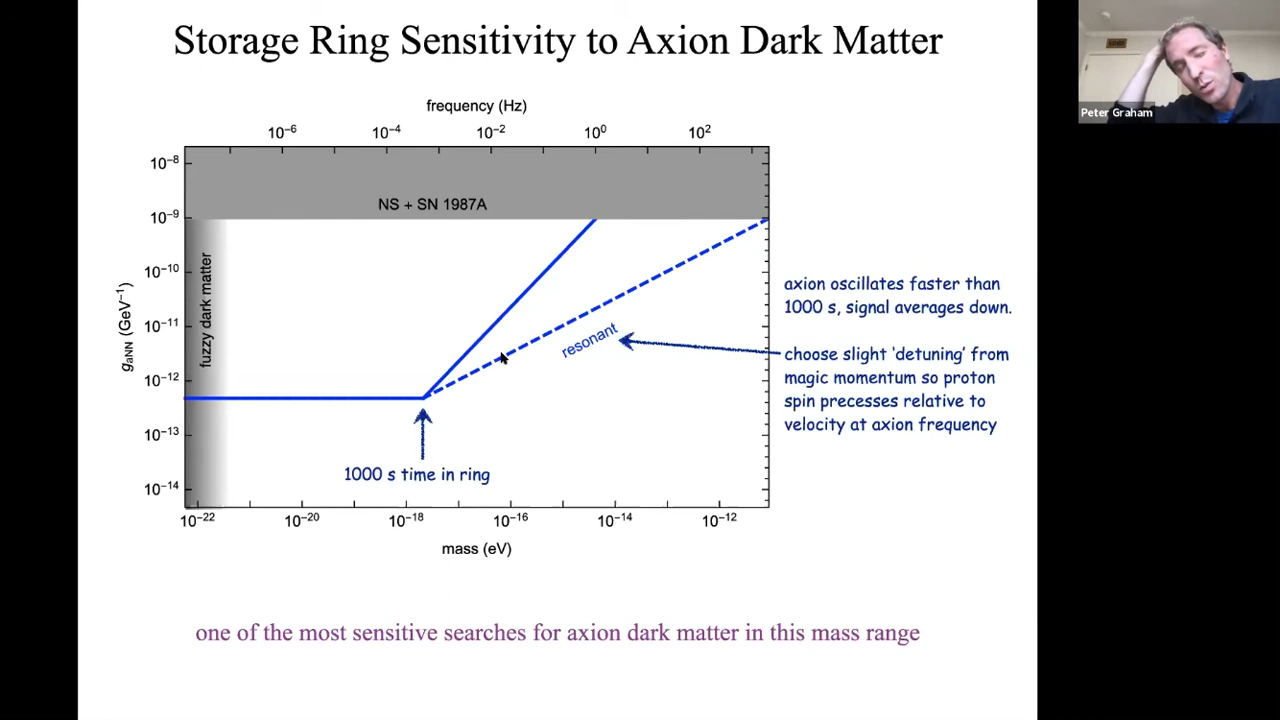 Storage Ring Sensitivity to Axion Dark Matter
Peter Graham
frequency (Hz)
10⁻⁶ 10⁻⁴ 10⁻² 10⁰ 10²
10⁻⁸
NS + SN 1987A
10⁻⁹
10⁻¹⁰
10⁻¹¹
10⁻¹²
10⁻¹³
10⁻¹⁴
gaNN (GeV⁻¹)
fuzzy dark matter
resonant
axion oscillates faster than
1000 s, signal averages down.
choose slight ‘detuning’ from
magic momentum so proton
spin precesses relative to
velocity at axion frequency
1000 s time in ring
10⁻²² 10⁻²⁰ 10⁻¹⁸ 10⁻¹⁶ 10⁻¹⁴ 10⁻¹²
mass (eV)
one of the most sensitive searches for axion dark matter in this mass range